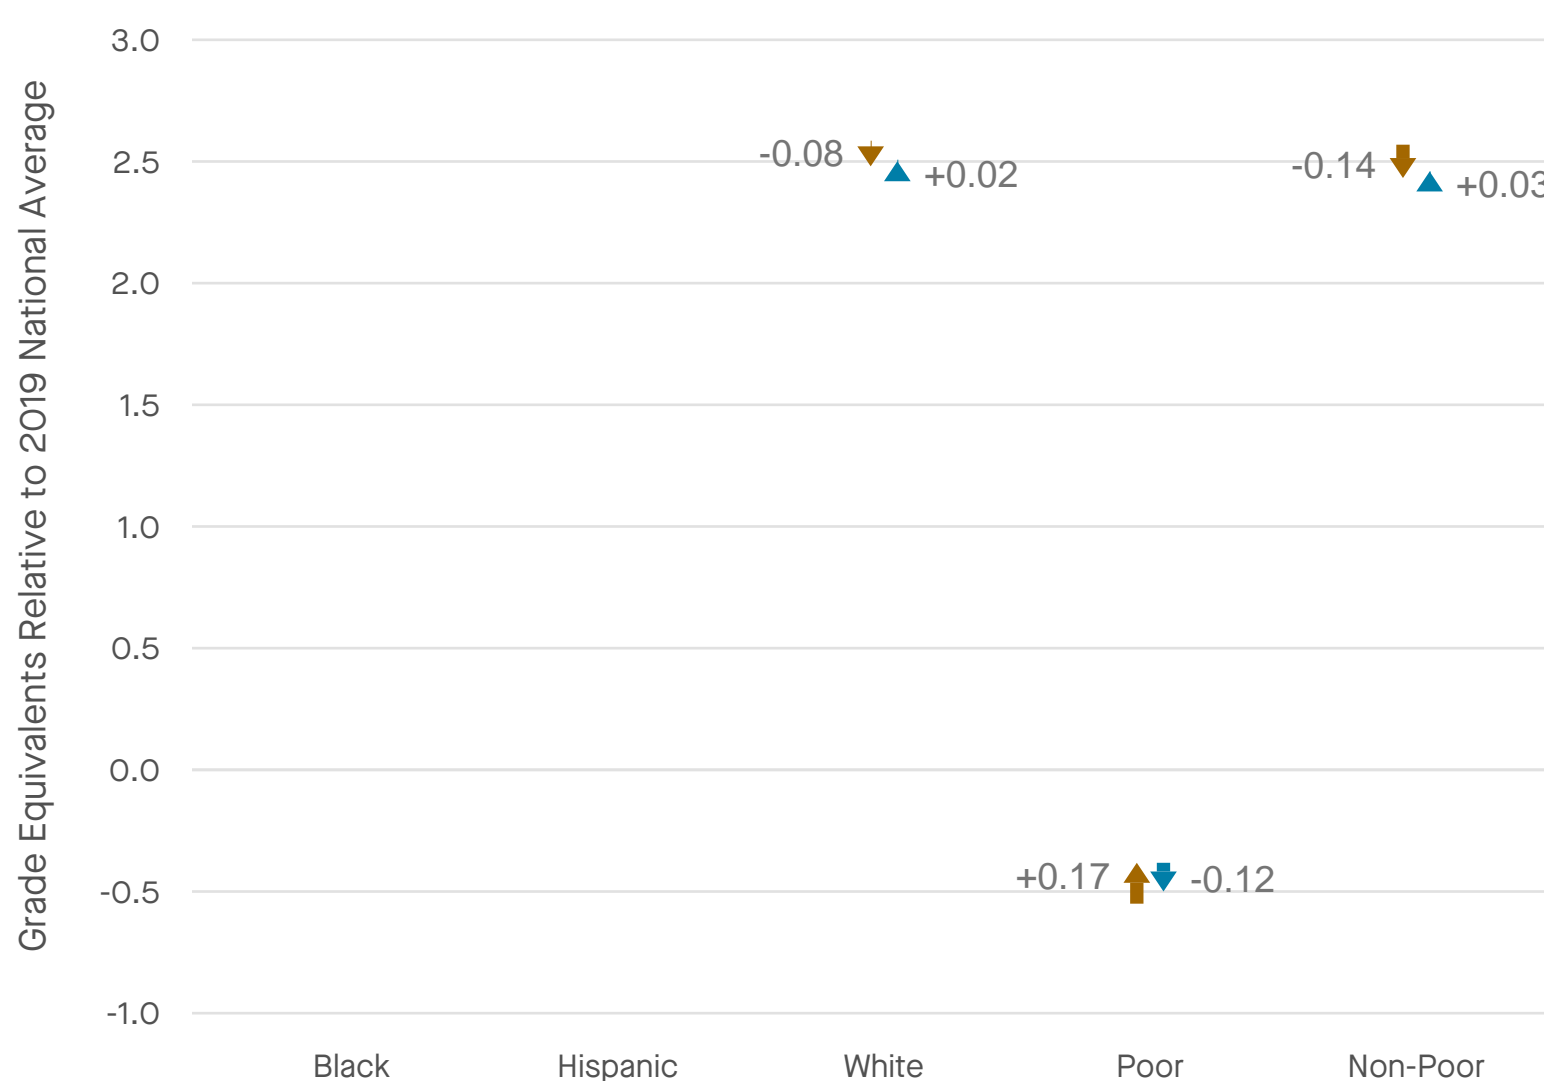 Grade Equivalents Relative to 2019 National Average
3.0
2.5
2.0
1.5
1.0
0.5
0.0
-0.5
-1.0
-0.08
+0.02
-0.14
+0.03
+0.17
-0.12
Black
Hispanic
White
Poor
Non-Poor